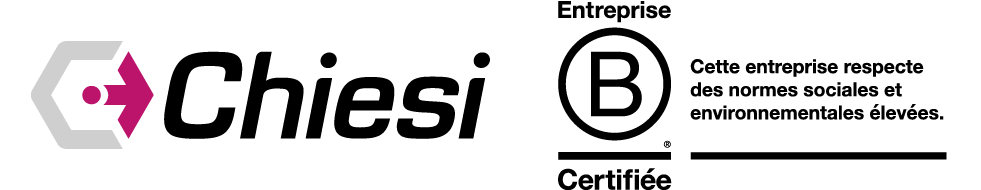 Chiesi
Entreprise
B
®
Certifiée
Cette entreprise respecte
des normes sociales et
environnementales élevées.